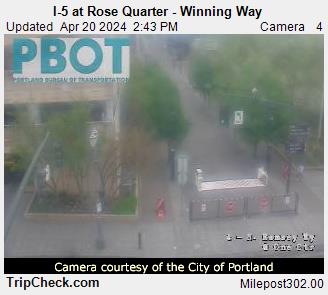 I-5 at Rose Quarter - Winning Way
Updated Apr 20 2024 2:43 PM Camera 4
PBOT
PORTLAND BUREAU OF TRANSPORTATION
Camera courtesy of the City of Portland
TripCheck.com Milepost302.00